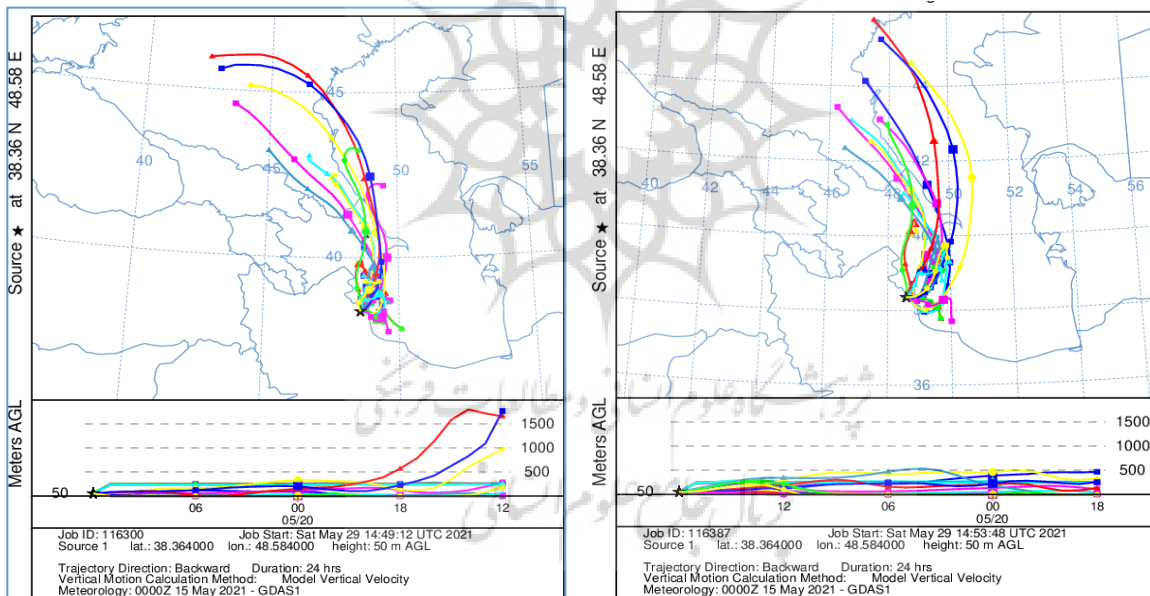 Source ★ at 38.36 N 48.58 E
45
40
50
55
45
40
Meters AGL
1500
1000
500
50
06
00
18
12
05/20
Job ID: 116300 Job Start: Sat May 29 14:49:12 UTC 2021
Source 1 lat.: 38.364000 lon.: 48.584000 height: 50 m AGL
Trajectory Direction: Backward Duration: 24 hrs
Vertical Motion Calculation Method: Model Vertical Velocity
Meteorology: 0000Z 15 May 2021 - GDAS1
Source ★ at 38.36 N 48.58 E
42
40
42
44
46
48
50
52
54
56
40
36
Meters AGL
1500
1000
500
50
12
06
00
18
05/20
Job ID: 116387 Job Start: Sat May 29 14:53:48 UTC 2021
Source 1 lat.: 38.364000 lon.: 48.584000 height: 50 m AGL
Trajectory Direction: Backward Duration: 24 hrs
Vertical Motion Calculation Method: Model Vertical Velocity
Meteorology: 0000Z 15 May 2021 - GDAS1
پژوهشگاه علوم انسانی و مطالعات فرهنگی